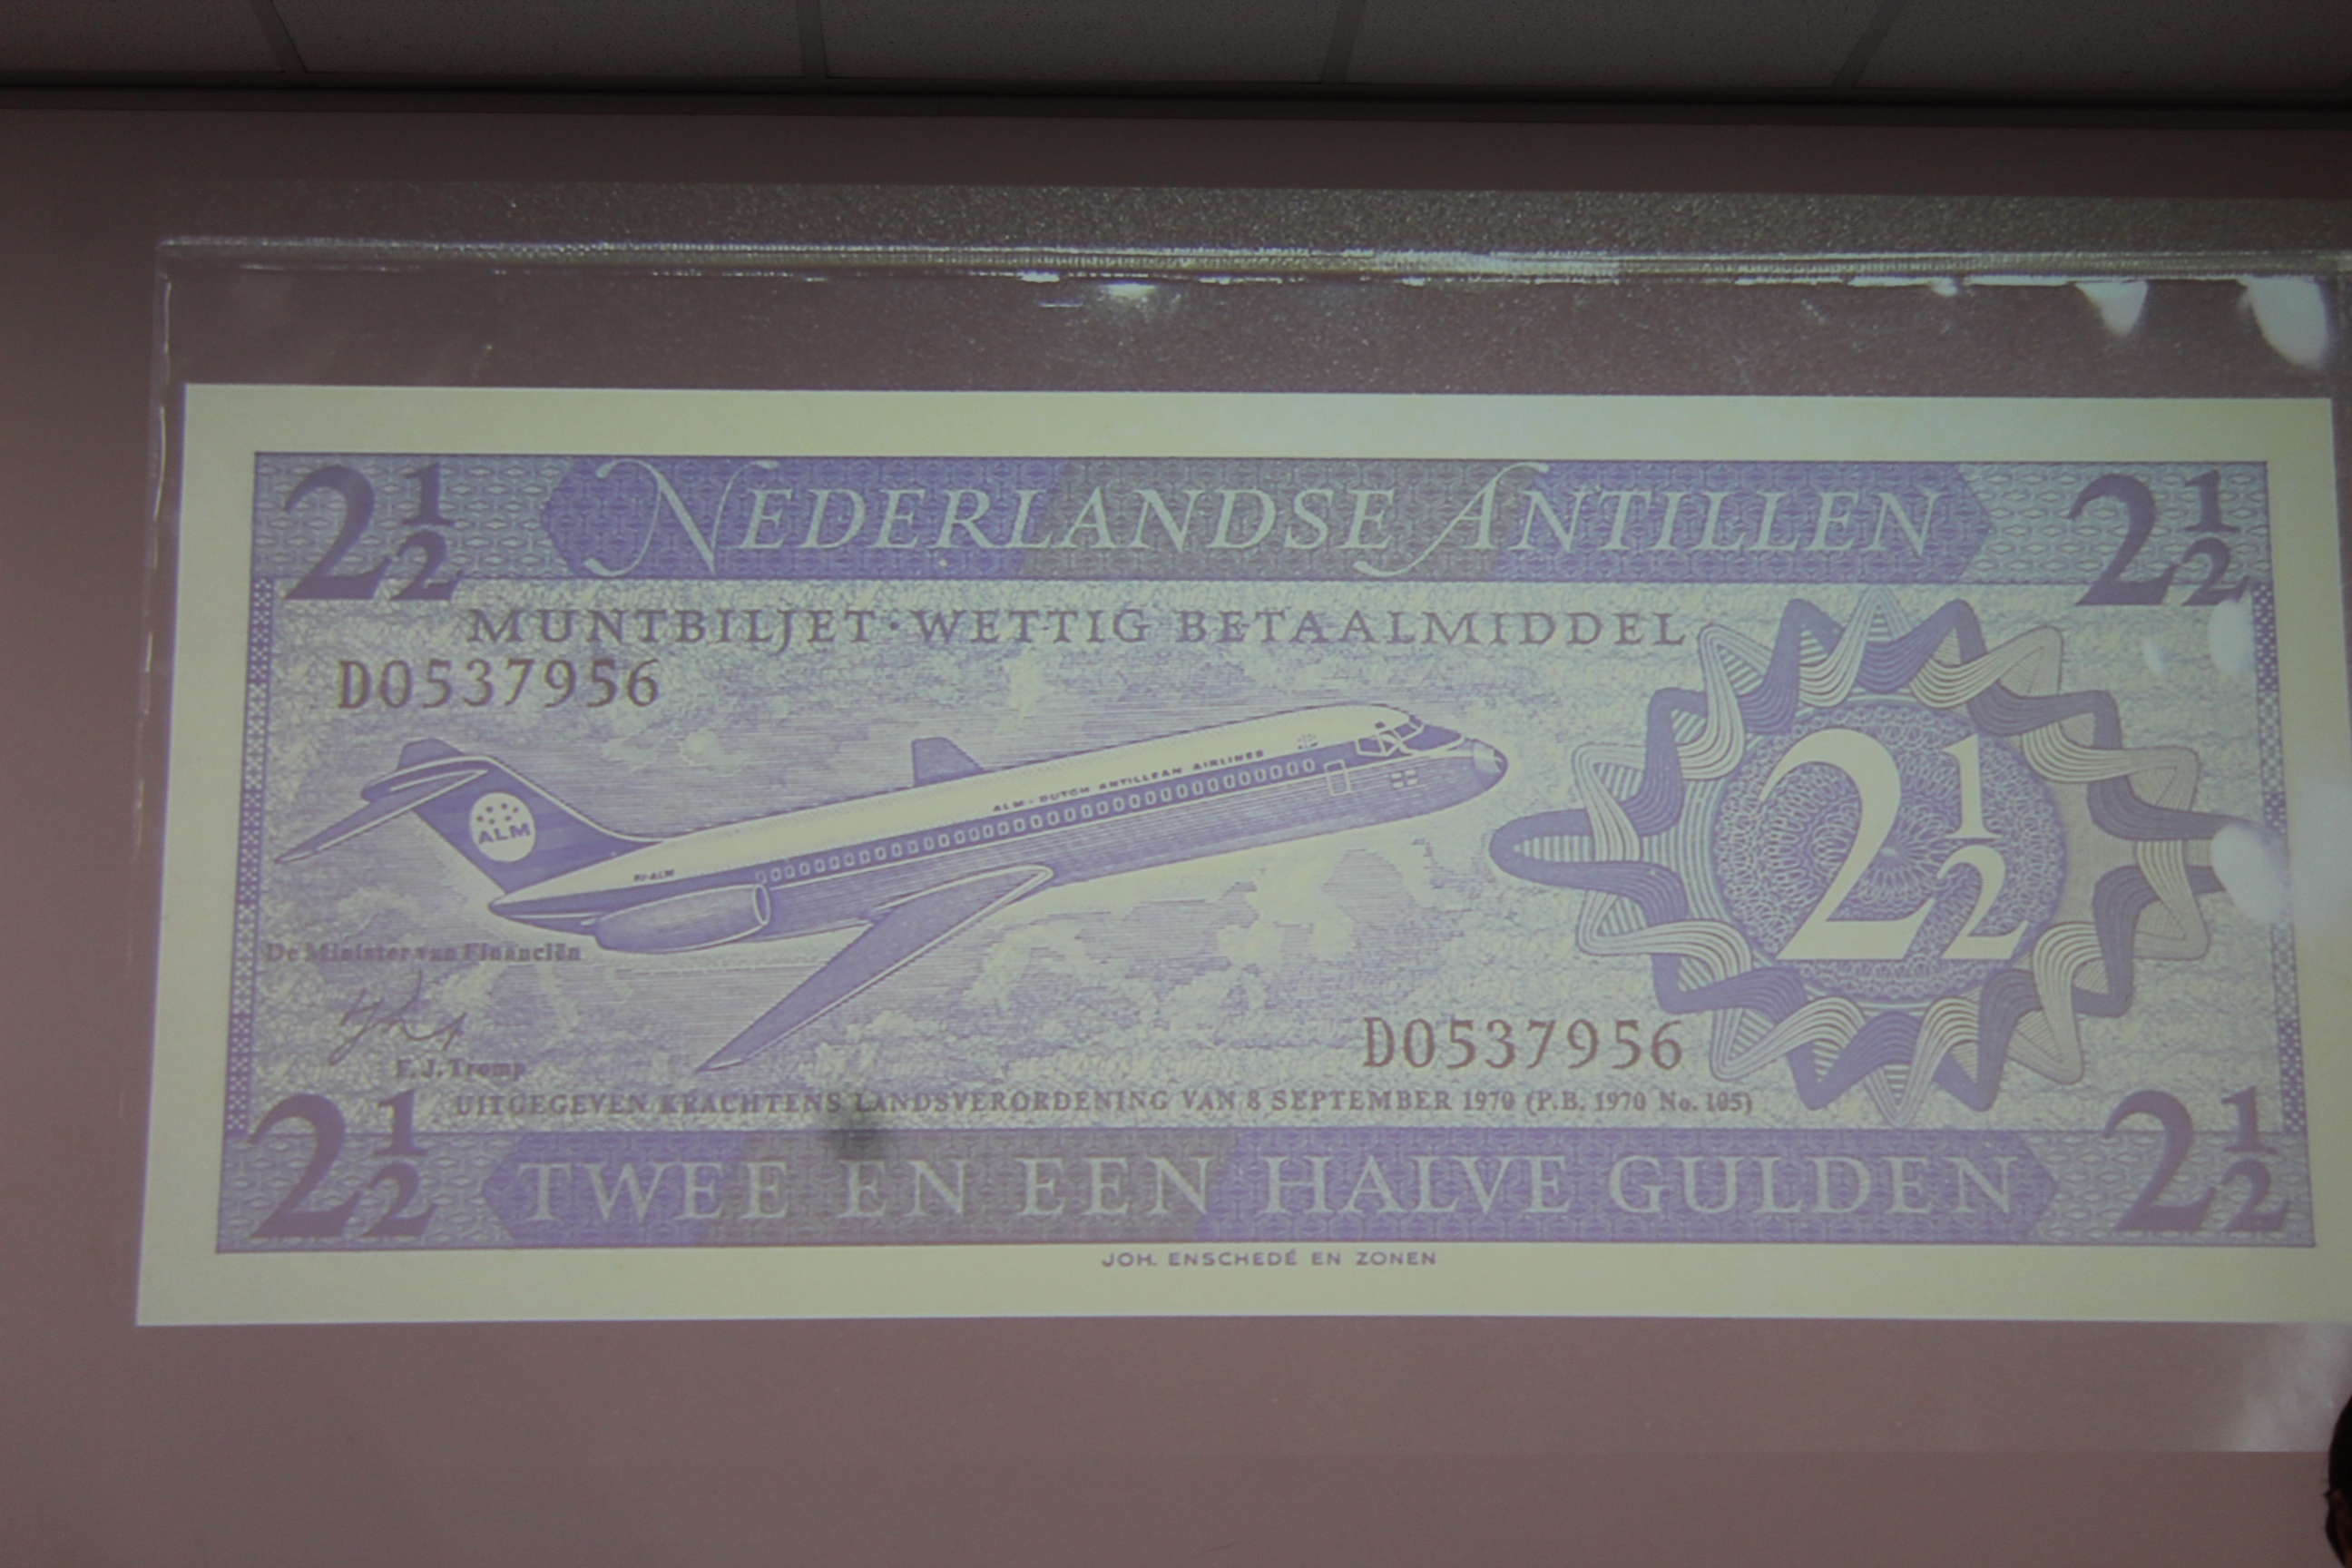 2½ NEDERLANDSE ANTILLEN 2½
MUNTBILJET·WETTIG BETAALMIDDEL
D0537956
ALM - DUTCH ANTILLEAN AIRLINES
ALM
2½
PJ-ALM
De Minister van Financiën
D0537956
F. J. Tromp
UITGEGEVEN KRACHTENS LANDSVERORDENING VAN 8 SEPTEMBER 1970 (P.B. 1970 No. 105)
2½ TWEE EN EEN HALVE GULDEN 2½
JOH. ENSCHEDÉ EN ZONEN